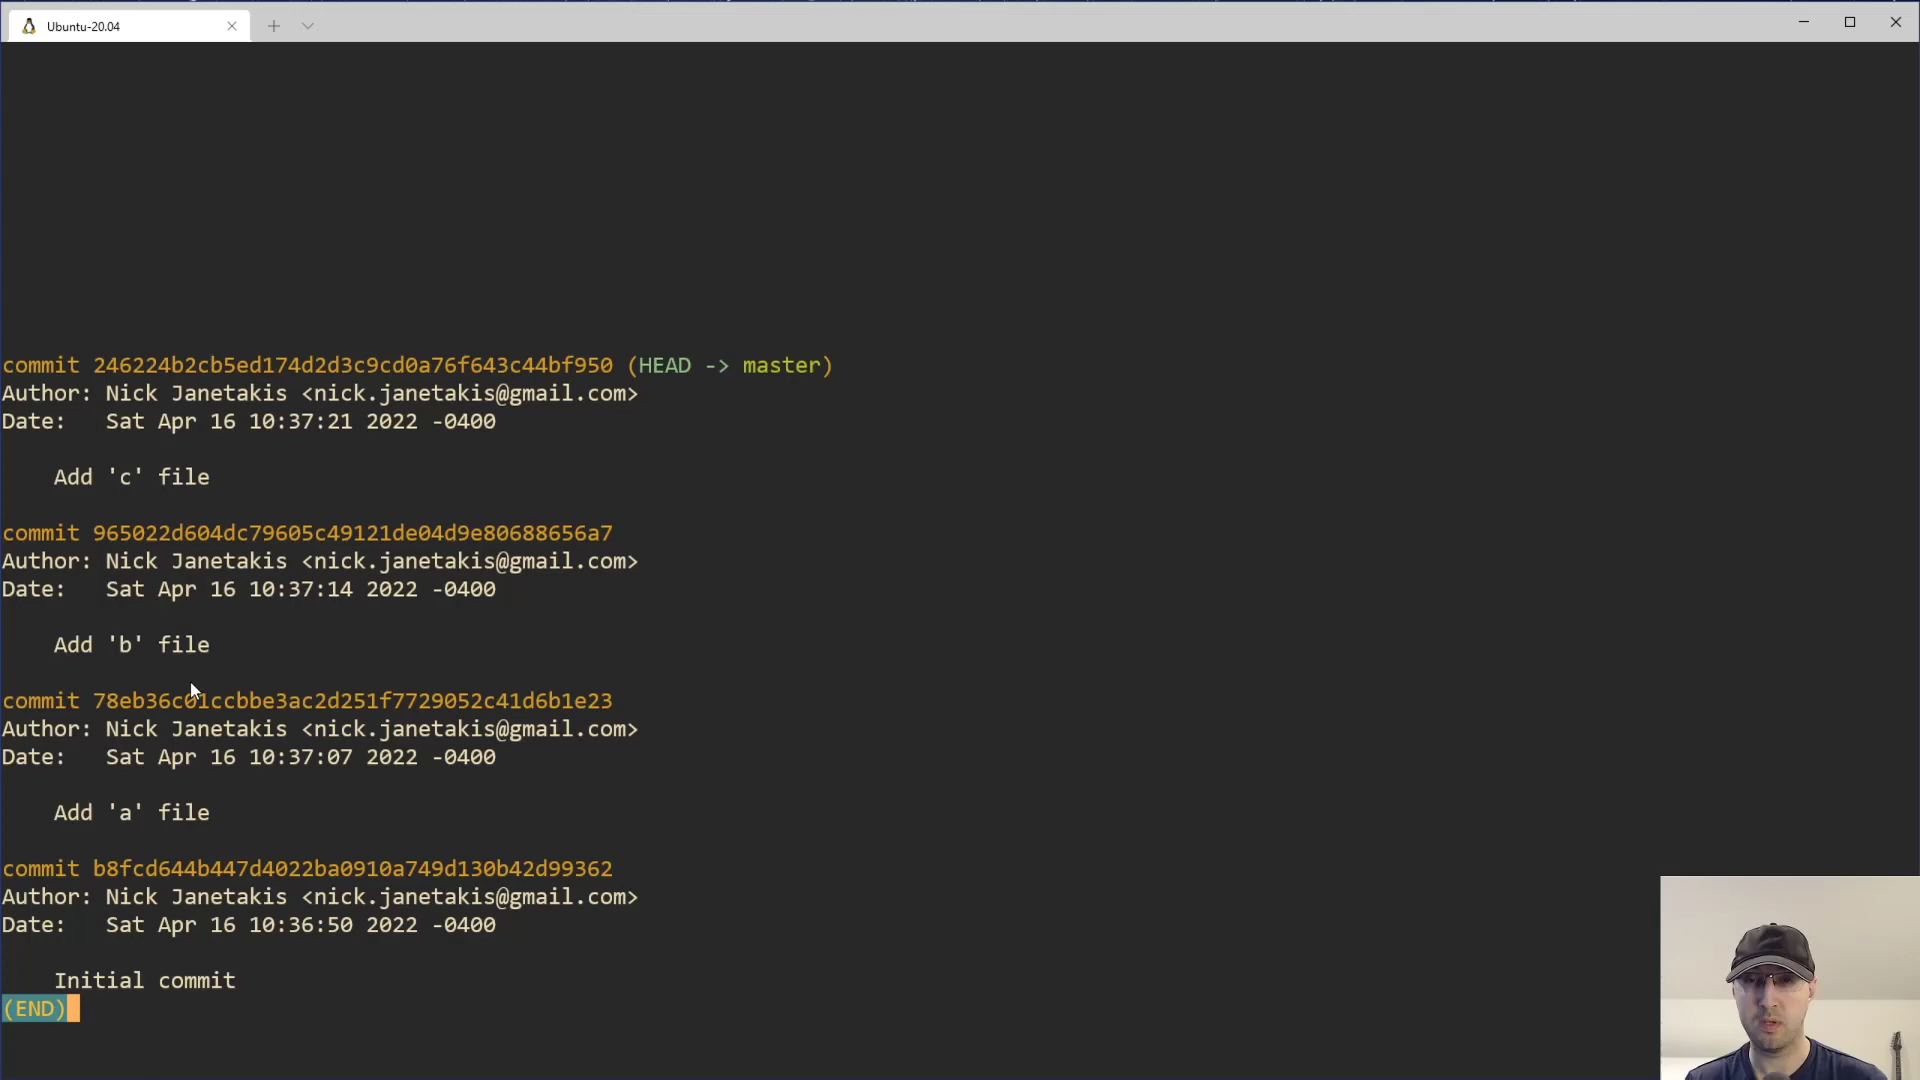 Ubuntu-20.04
commit 246224b2cb5ed174d2d3c9cd0a76f643c44bf950 (HEAD -> master)
Author: Nick Janetakis <nick.janetakis@gmail.com>
Date:   Sat Apr 16 10:37:21 2022 -0400
Add 'c' file
commit 965022d604dc79605c49121de04d9e80688656a7
Author: Nick Janetakis <nick.janetakis@gmail.com>
Date:   Sat Apr 16 10:37:14 2022 -0400
Add 'b' file
commit 78eb36c01ccbbe3ac2d251f7729052c41d6b1e23
Author: Nick Janetakis <nick.janetakis@gmail.com>
Date:   Sat Apr 16 10:37:07 2022 -0400
Add 'a' file
commit b8fcd644b447d4022ba0910a749d130b42d99362
Author: Nick Janetakis <nick.janetakis@gmail.com>
Date:   Sat Apr 16 10:36:50 2022 -0400
Initial commit
(END)